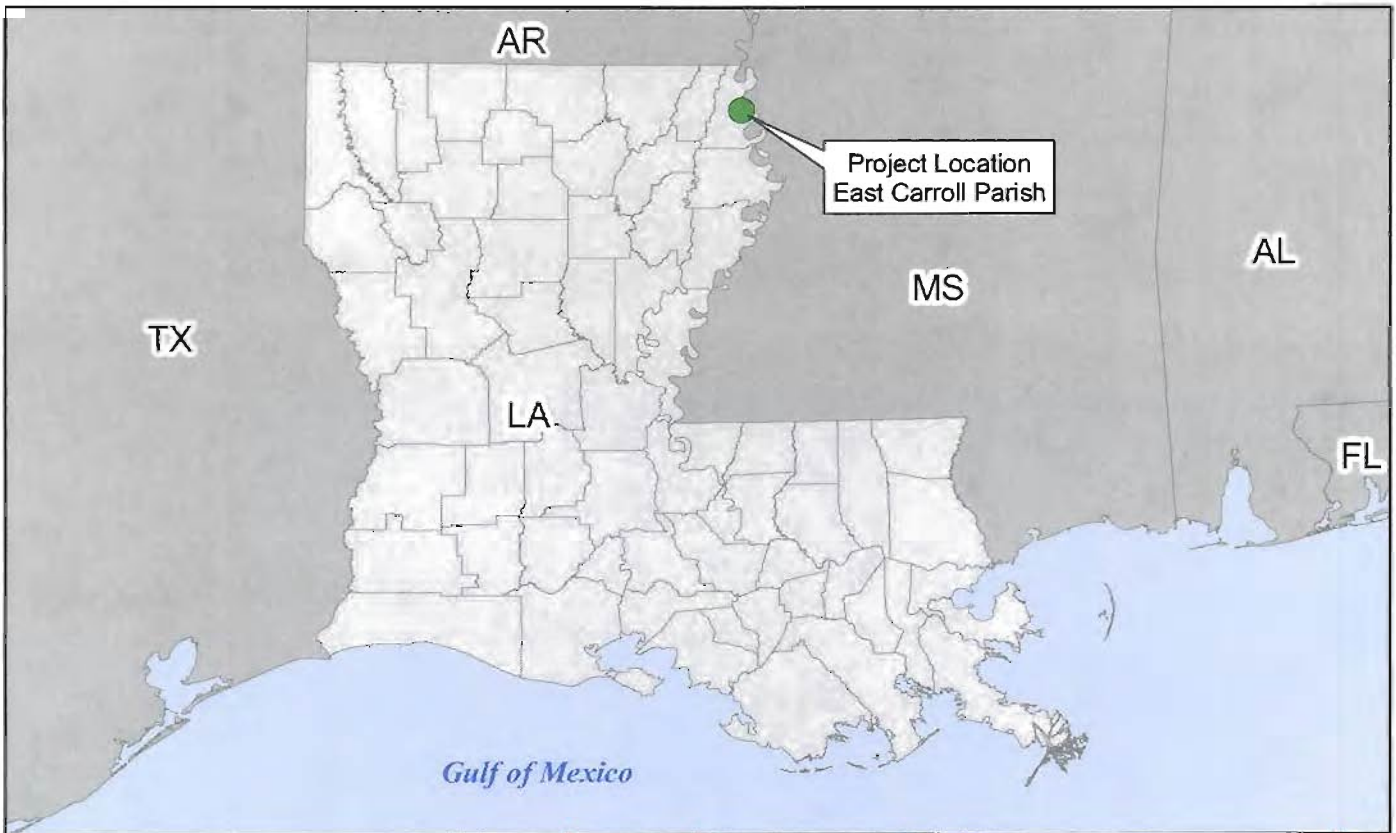 AR
Project Location
East Carroll Parish
AL
MS
TX
LA
FL
Gulf of Mexico